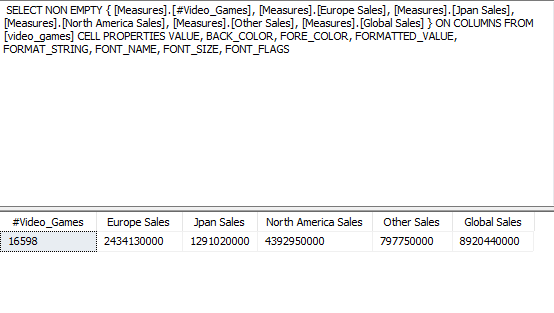 SELECT NON EMPTY { [Measures].[#Video_Games], [Measures].[Europe Sales], [Measures].[Jpan Sales],
[Measures].[North America Sales], [Measures].[Other Sales], [Measures].[Global Sales] } ON COLUMNS FROM
[video_games] CELL PROPERTIES VALUE, BACK_COLOR, FORE_COLOR, FORMATTED_VALUE,
FORMAT_STRING, FONT_NAME, FONT_SIZE, FONT_FLAGS
#Video_Games Europe Sales Jpan Sales North America Sales Other Sales Global Sales
16598 2434130000 1291020000 4392950000 797750000 8920440000